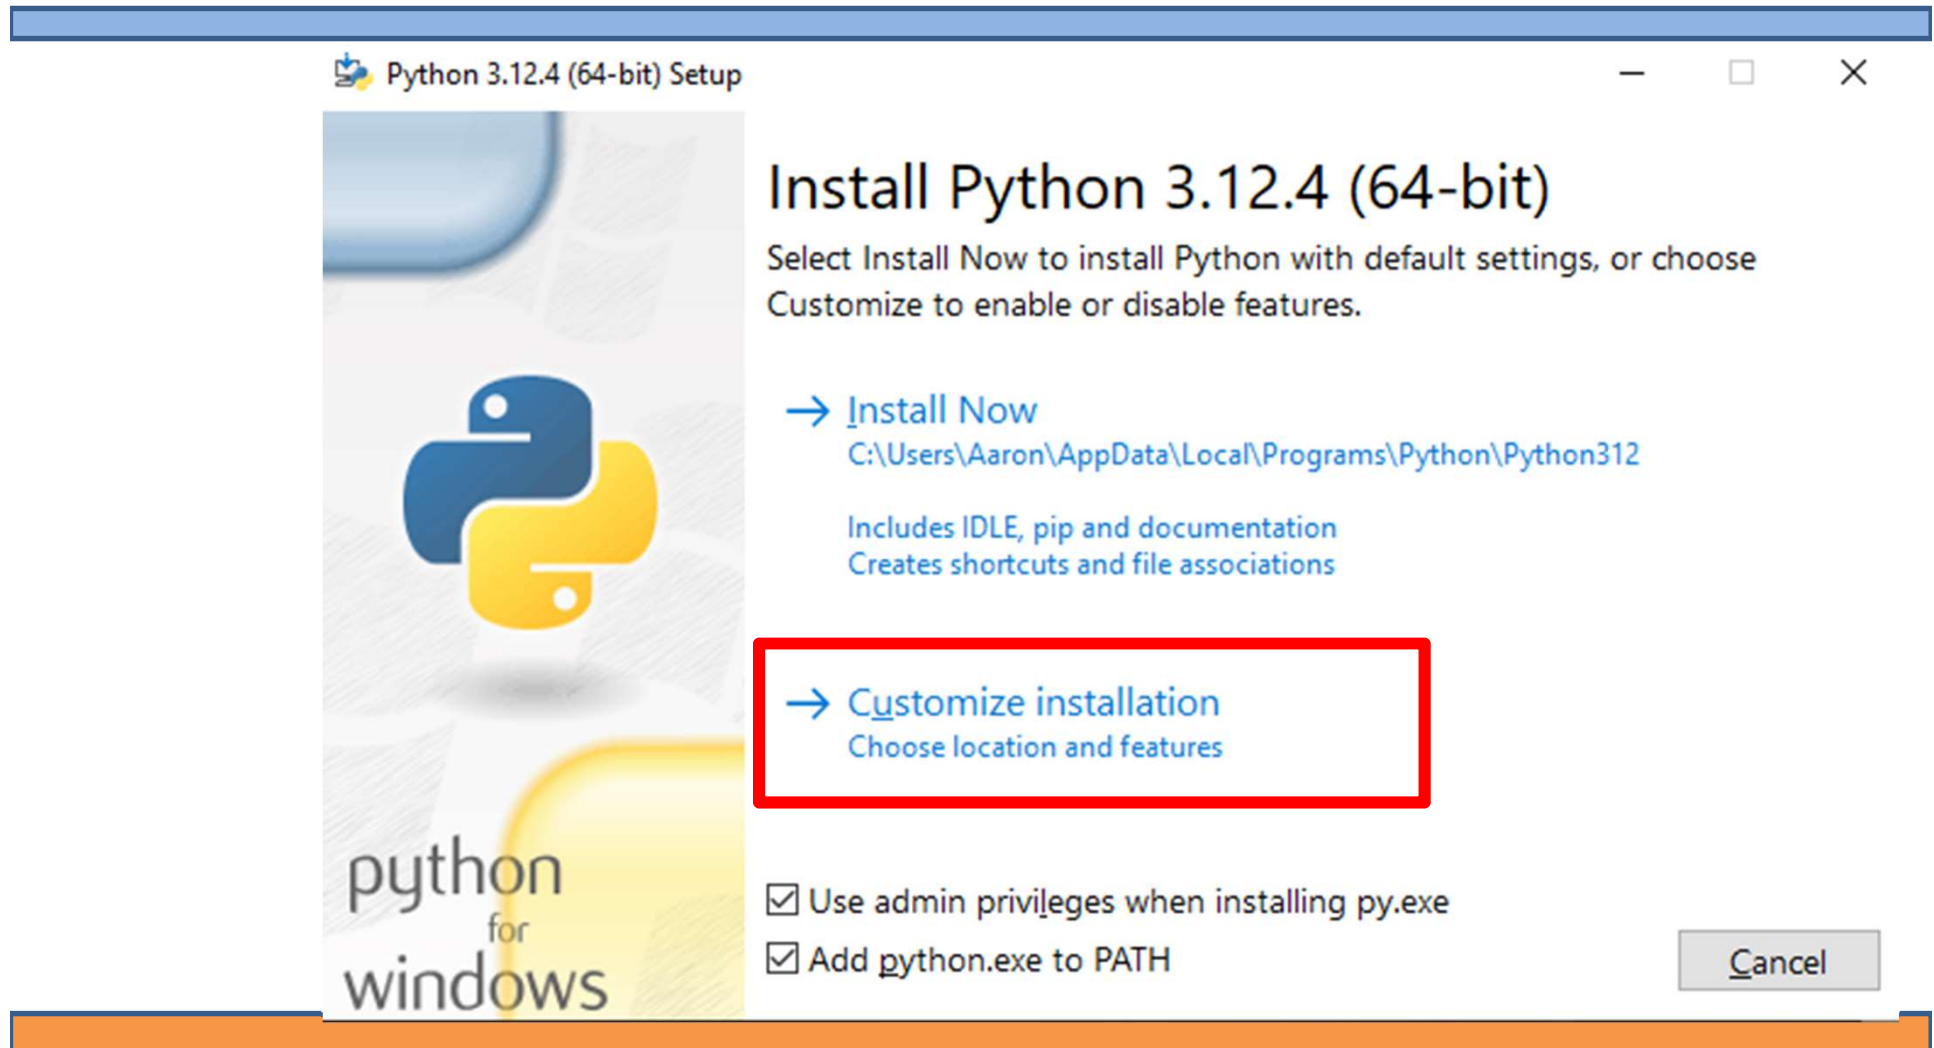 Python 3.12.4 (64-bit) Setup
Install Python 3.12.4 (64-bit)
Select Install Now to install Python with default settings, or choose
Customize to enable or disable features.
Install Now
C:\Users\Aaron\AppData\Local\Programs\Python\Python312
Includes IDLE, pip and documentation
Creates shortcuts and file associations
Customize installation
Choose location and features
python
for
windows
Use admin privileges when installing py.exe
Add python.exe to PATH
Cancel